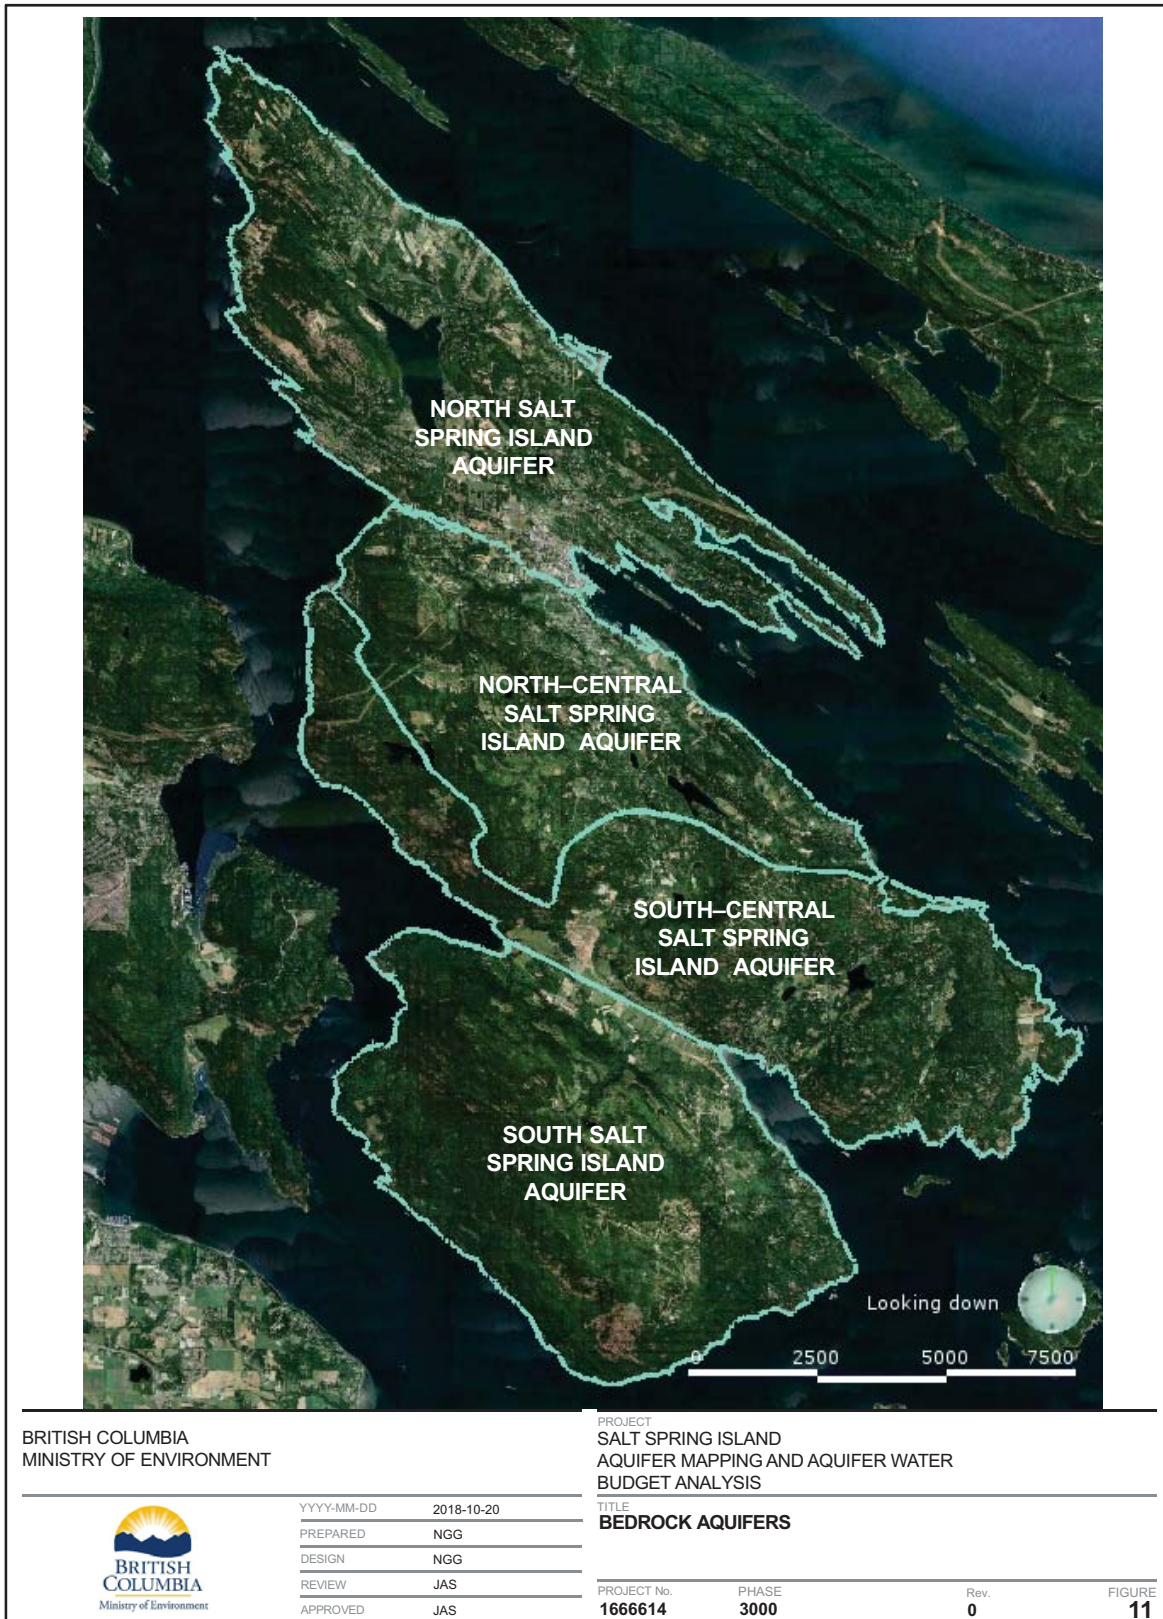 NORTH SALT
SPRING ISLAND
AQUIFER
NORTH–CENTRAL
SALT SPRING
ISLAND AQUIFER
SOUTH–CENTRAL
SALT SPRING
ISLAND AQUIFER
SOUTH SALT
SPRING ISLAND
AQUIFER
Looking down
0 2500 5000 7500
BRITISH COLUMBIA
MINISTRY OF ENVIRONMENT
PROJECT
SALT SPRING ISLAND
AQUIFER MAPPING AND AQUIFER WATER
BUDGET ANALYSIS
BRITISH
COLUMBIA
Ministry of Environment
YYYY-MM-DD 2018-10-20
PREPARED NGG
DESIGN NGG
REVIEW JAS
APPROVED JAS
TITLE
BEDROCK AQUIFERS
PROJECT No. PHASE Rev. FIGURE
1666614 3000 0 11